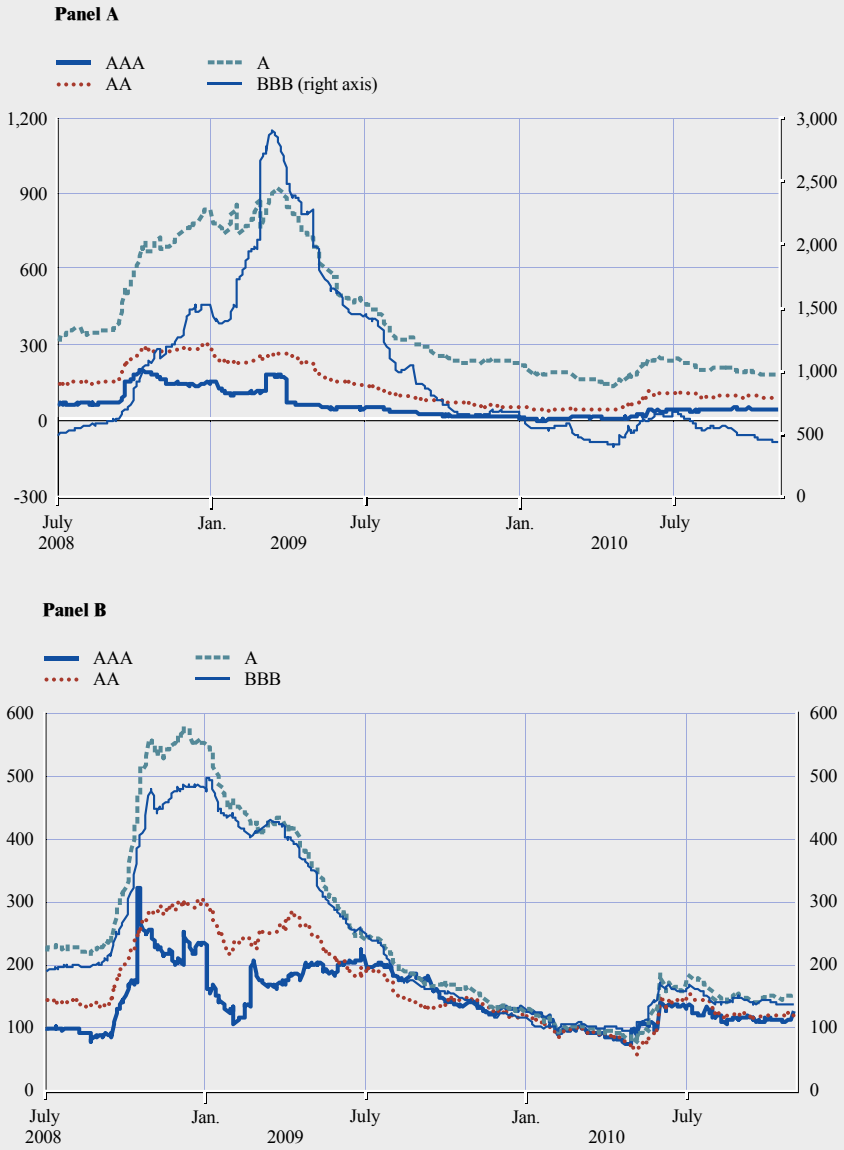 Panel A
AAA A
AA BBB (right axis)
1,200 3,000
900 2,500
2,000
600
1,500
300 1,000
0 500
-300 0
July Jan. July Jan. July
2008 2009 2010
Panel B
AAA A
AA BBB
600 600
500 500
400 400
300 300
200 200
100 100
0 0
July Jan. July Jan. July
2008 2009 2010